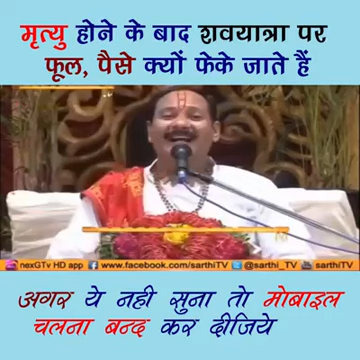 मृत्यु होने के बाद शवयात्रा पर
फूल, पैसे क्यों फेके जाते हैं
nexGTv HD app www.facebook.com/sarthiTV @sarthi_TV sarthiTV
अगर ये नही सुना तो मोबाइल
चलना बन्द कर दीजिये